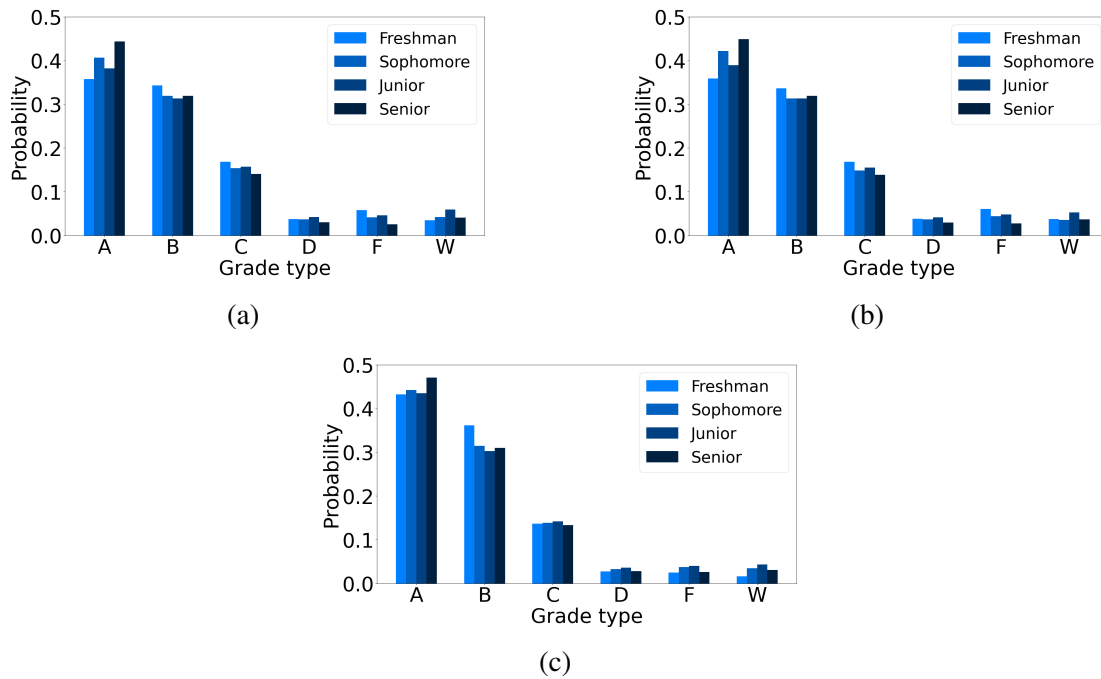 0.5
0.4
0.3
0.2
0.1
0.0
Probability
Freshman
Sophomore
Junior
Senior
A B C D F W
Grade type
(a)
0.5
0.4
0.3
0.2
0.1
0.0
Probability
Freshman
Sophomore
Junior
Senior
A B C D F W
Grade type
(b)
0.5
0.4
0.3
0.2
0.1
0.0
Probability
Freshman
Sophomore
Junior
Senior
A B C D F W
Grade type
(c)